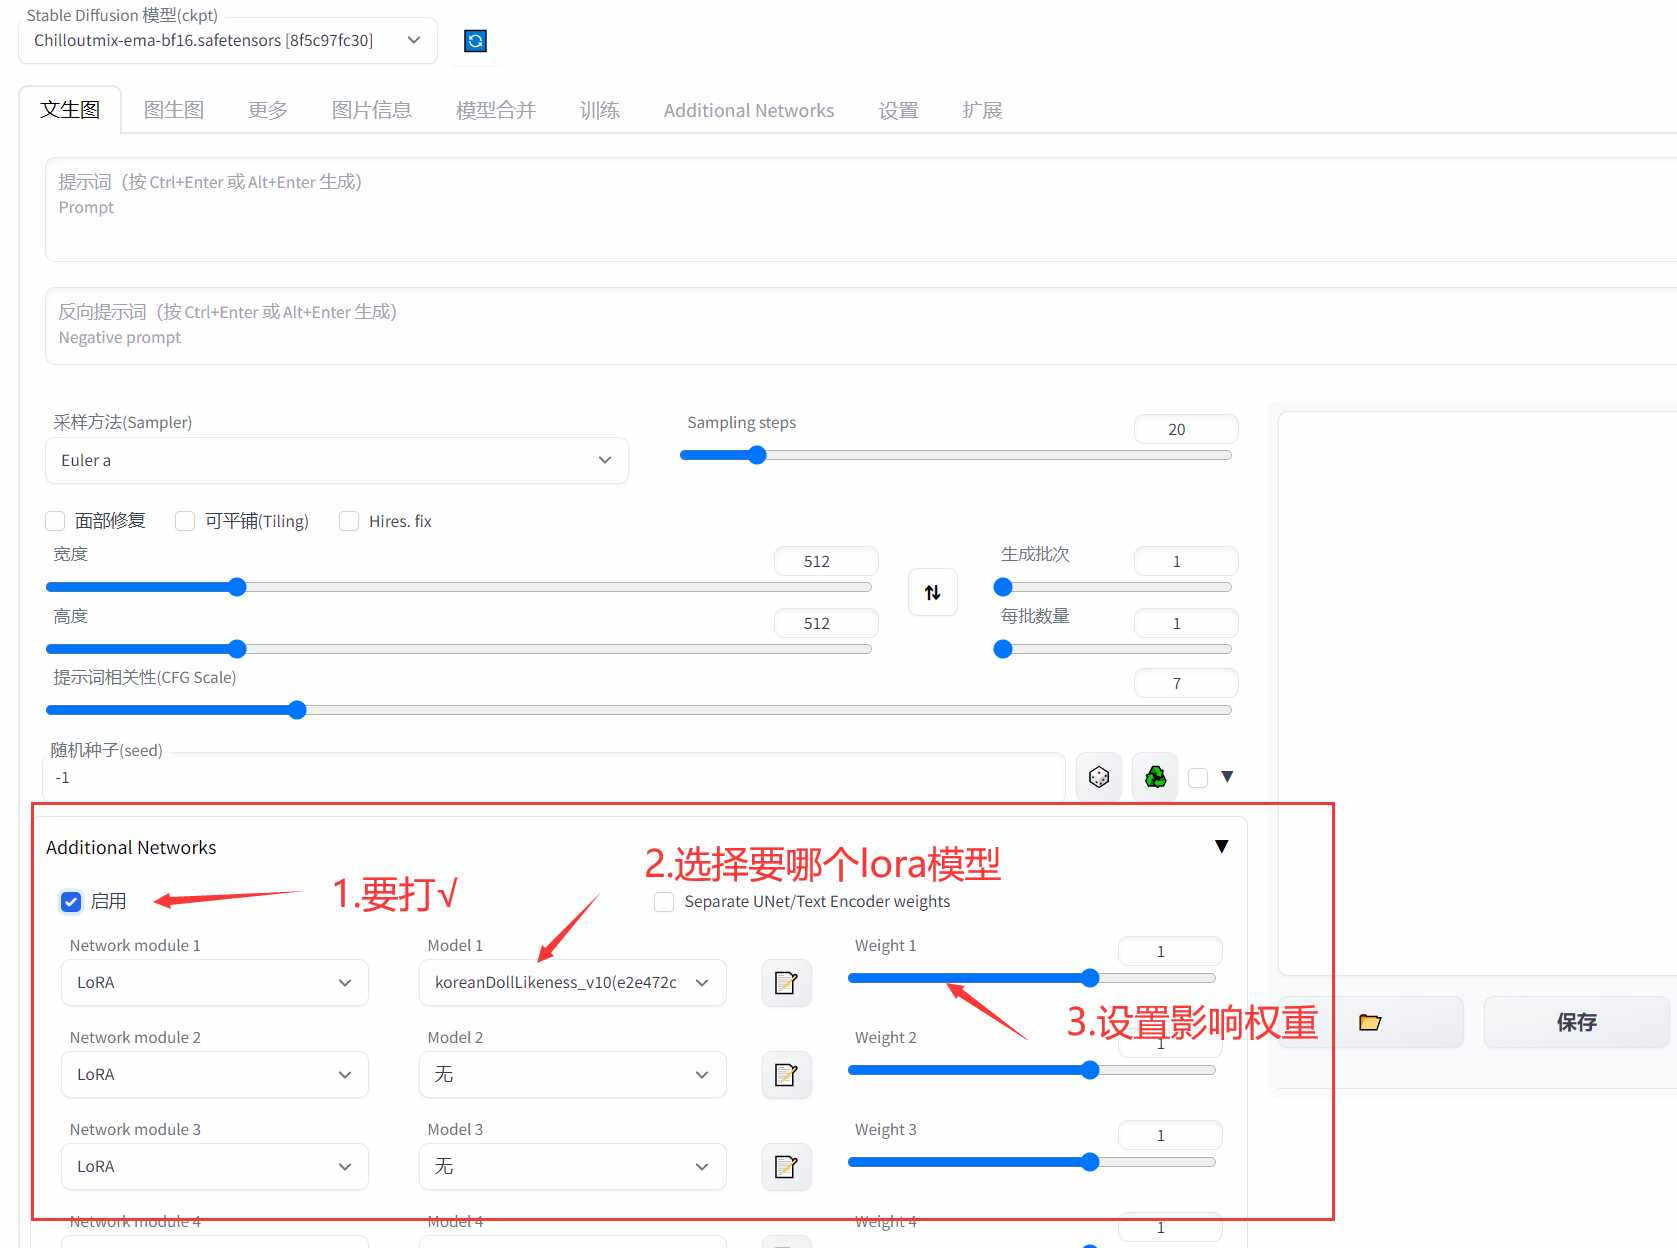 Stable Diffusion 模型(ckpt)
Chilloutmix-ema-bf16.safetensors [8f5c97fc30]
文生图 图生图 更多 图片信息 模型合并 训练 Additional Networks 设置 扩展
提示词（按 Ctrl+Enter 或 Alt+Enter 生成）
Prompt
反向提示词（按 Ctrl+Enter 或 Alt+Enter 生成）
Negative prompt
采样方法(Sampler)
Euler a
Sampling steps
20
面部修复 可平铺(Tiling) Hires. fix
宽度
512
生成批次
1
高度
512
每批数量
1
提示词相关性(CFG Scale)
7
随机种子(seed)
-1
Additional Networks
2.选择要哪个lora模型
启用
1.要打√
Separate UNet/Text Encoder weights
Network module 1
LoRA
Model 1
koreanDollLikeness_v10(e2e472c
Weight 1
1
3.设置影响权重
保存
Network module 2
LoRA
Model 2
无
Weight 2
1
Network module 3
LoRA
Model 3
无
Weight 3
1
Network module 4
Model 4
Weight 4
1